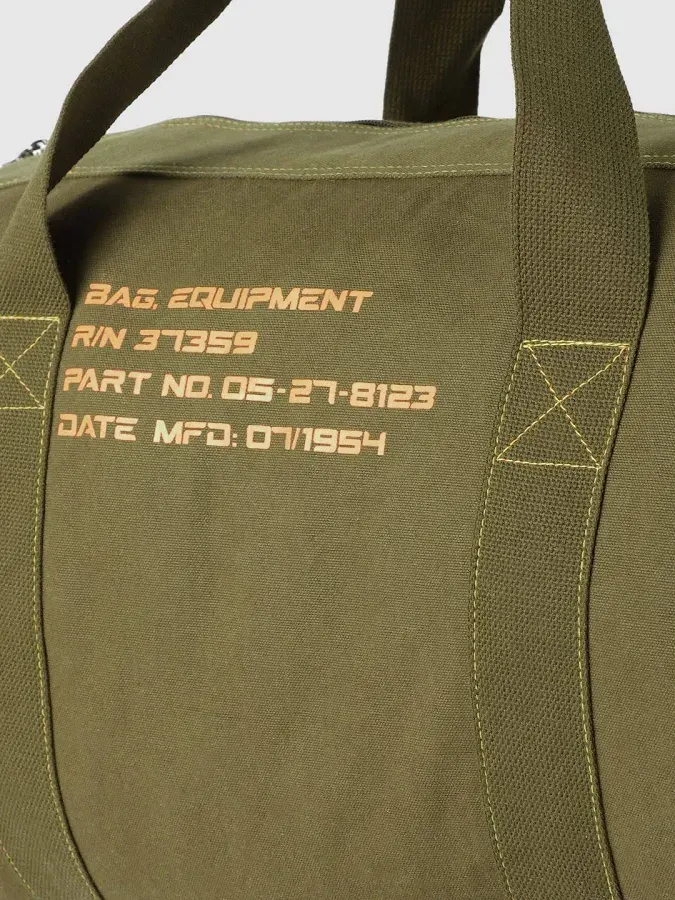 BAG, EQUIPMENT
R/N 37359
PART NO. 05-27-8123
DATE MFD: 07/1954